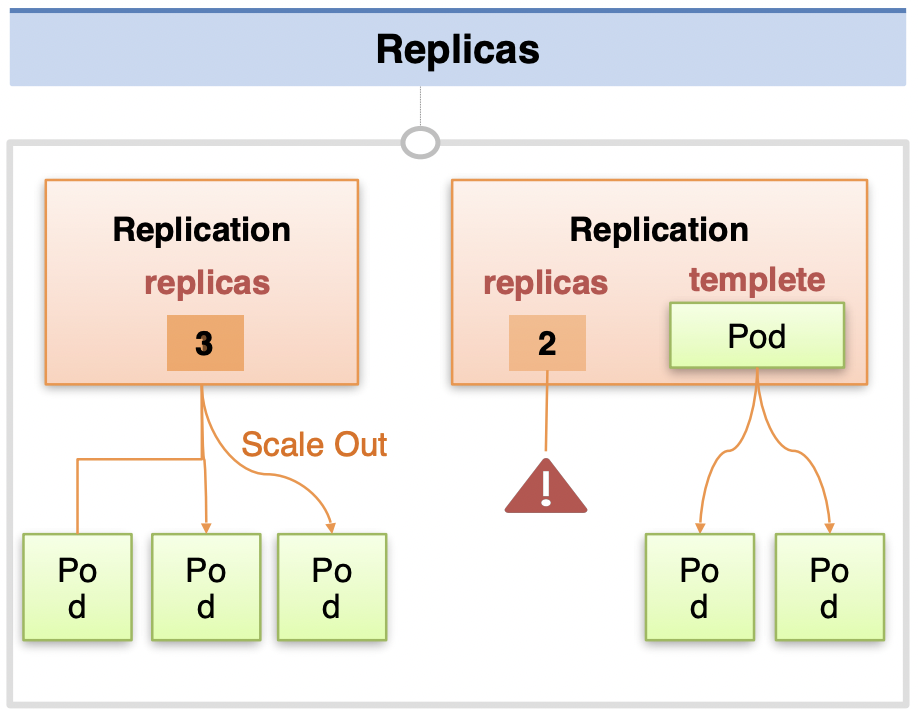 Replicas
Replication
replicas
3
Scale Out
Po
d
Po
d
Po
d
Replication
replicas
templete
2
Pod
!
Po
d
Po
d